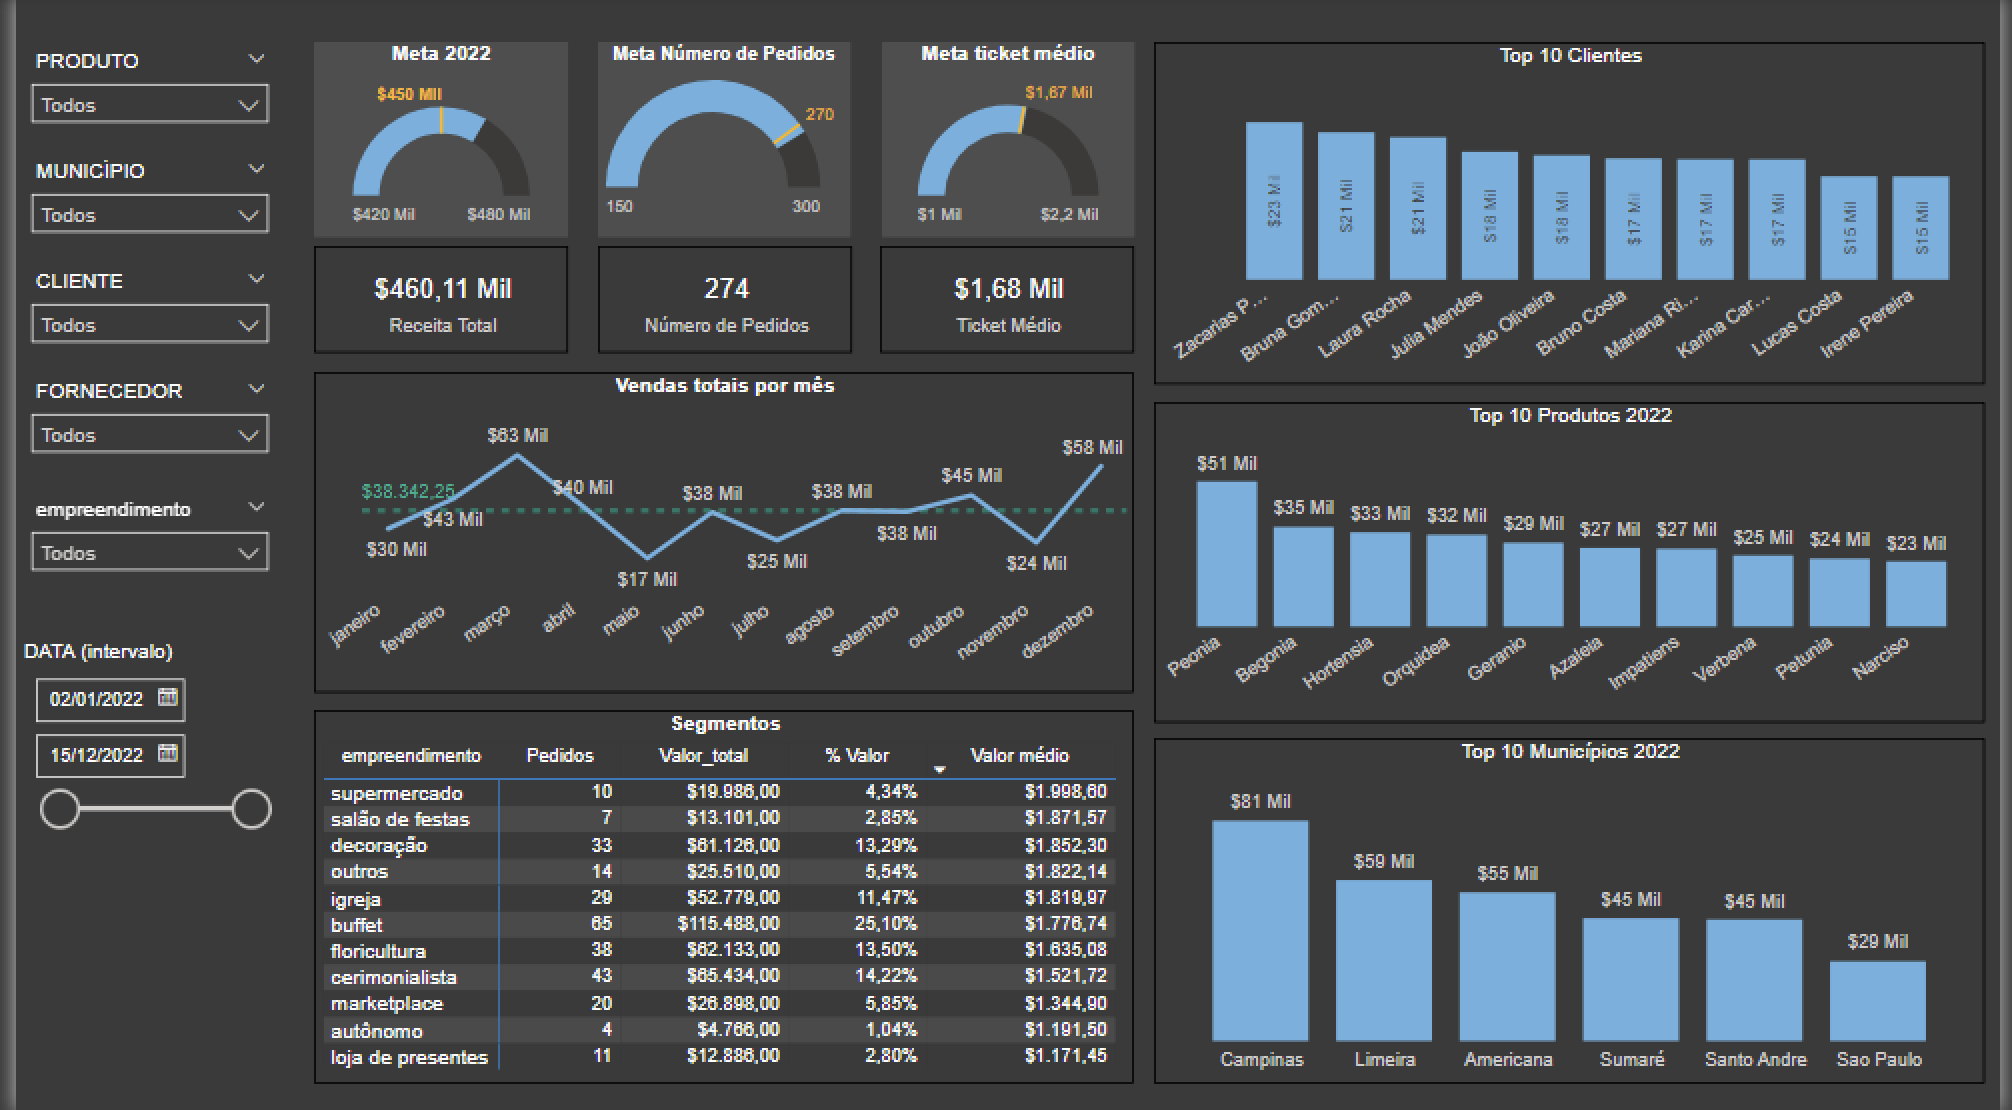 PRODUTO
Todos
MUNICÍPIO
Todos
CLIENTE
Todos
FORNECEDOR
Todos
empreendimento
Todos
DATA (intervalo)
02/01/2022
15/12/2022
Meta 2022
$450 Mil
$420 Mil $480 Mil
Meta Número de Pedidos
270
150 300
Meta ticket médio
$1,67 Mil
$1 Mil $2,2 Mil
$460,11 Mil
Receita Total
274
Número de Pedidos
$1,68 Mil
Ticket Médio
Vendas totais por mês
$38.342,25
$30 Mil
$43 Mil
$63 Mil
$40 Mil
$17 Mil
$38 Mil
$25 Mil
$38 Mil
$38 Mil
$45 Mil
$24 Mil
$58 Mil
janeiro fevereiro março abril maio junho julho agosto setembro outubro novembro dezembro
Segmentos
empreendimento Pedidos Valor_total % Valor Valor médio
supermercado 10 $19.986,00 4,34% $1.998,60
salão de festas 7 $13.101,00 2,85% $1.871,57
decoração 33 $61.126,00 13,29% $1.852,30
outros 14 $25.510,00 5,54% $1.822,14
igreja 29 $52.779,00 11,47% $1.819,97
buffet 65 $115.488,00 25,10% $1.776,74
floricultura 38 $62.133,00 13,50% $1.635,08
cerimonialista 43 $65.434,00 14,22% $1.521,72
marketplace 20 $26.898,00 5,85% $1.344,90
autônomo 4 $4.766,00 1,04% $1.191,50
loja de presentes 11 $12.886,00 2,80% $1.171,45
Top 10 Clientes
$23 Mil $21 Mil $21 Mil $18 Mil $18 Mil $17 Mil $17 Mil $17 Mil $15 Mil $15 Mil
Zacarias P... Bruna Gom... Laura Rocha Julia Mendes João Oliveira Bruno Costa Mariana Ri... Karina Car... Lucas Costa Irene Pereira
Top 10 Produtos 2022
$51 Mil $35 Mil $33 Mil $32 Mil $29 Mil $27 Mil $27 Mil $25 Mil $24 Mil $23 Mil
Peonia Begonia Hortensia Orquidea Geranio Azaleia Impatiens Verbena Petunia Narciso
Top 10 Municípios 2022
$81 Mil $59 Mil $55 Mil $45 Mil $45 Mil $29 Mil
Campinas Limeira Americana Sumaré Santo Andre Sao Paulo